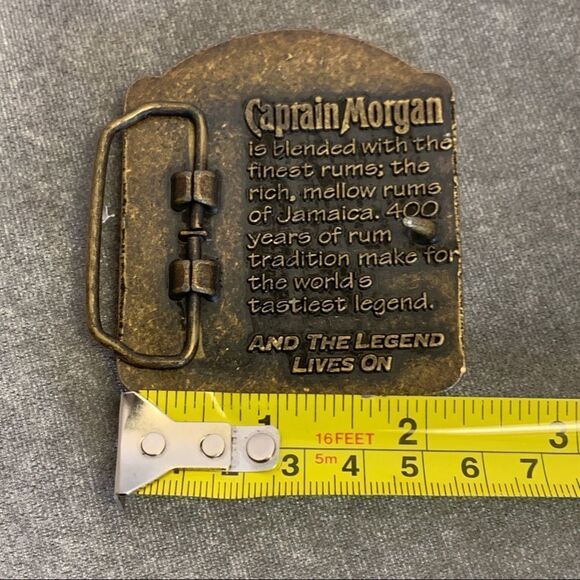 Captain Morgan
is blended with the
finest rums; the
rich, mellow rums
of Jamaica. 400
years of rum
tradition make for
the world's
tastiest legend.
AND THE LEGEND
LIVES ON
1 16 FEET 2 3
3 5m 4 5 6 7